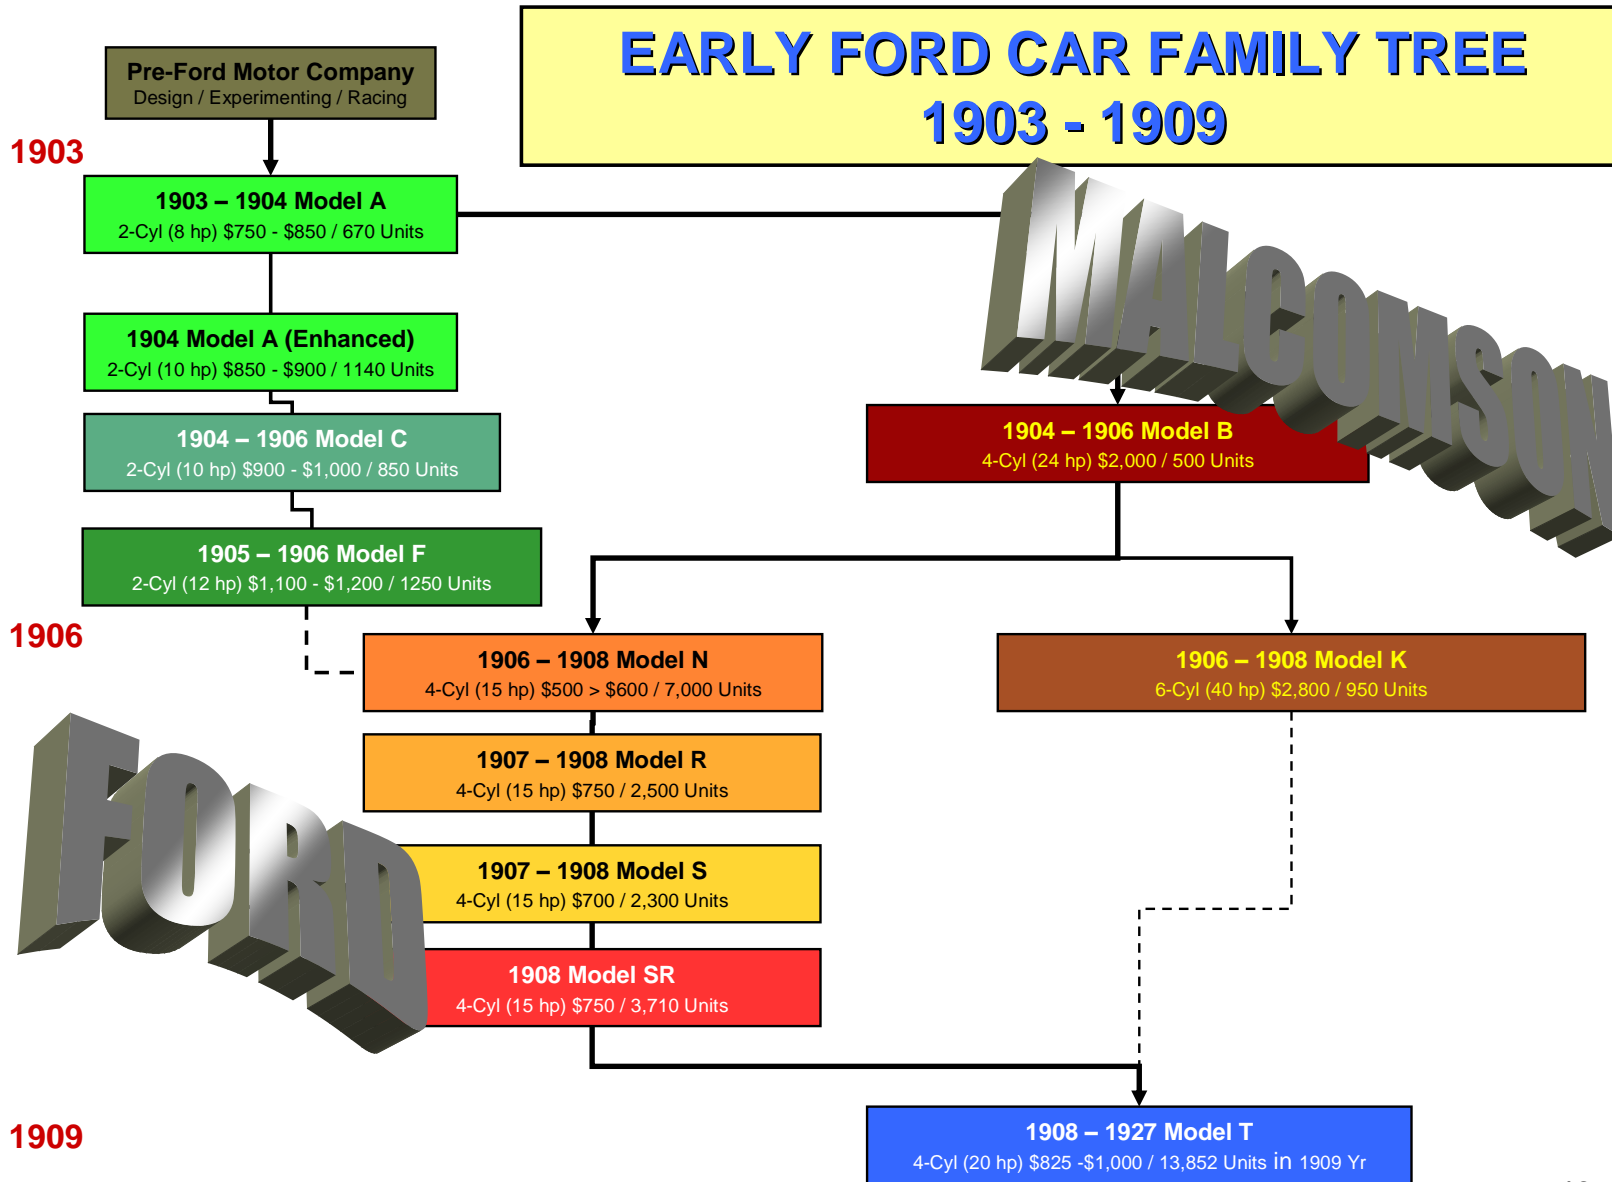 EARLY FORD CAR FAMILY TREE
1903 - 1909
Pre-Ford Motor Company
Design / Experimenting / Racing
1903
1903 – 1904 Model A
2-Cyl (8 hp) $750 - $850 / 670 Units
MALCOMSON
1904 Model A (Enhanced)
2-Cyl (10 hp) $850 - $900 / 1140 Units
1904 – 1906 Model C
2-Cyl (10 hp) $900 - $1,000 / 850 Units
1904 – 1906 Model B
4-Cyl (24 hp) $2,000 / 500 Units
1905 – 1906 Model F
2-Cyl (12 hp) $1,100 - $1,200 / 1250 Units
1906
1906 – 1908 Model N
4-Cyl (15 hp) $500 > $600 / 7,000 Units
1906 – 1908 Model K
6-Cyl (40 hp) $2,800 / 950 Units
FORD
1907 – 1908 Model R
4-Cyl (15 hp) $750 / 2,500 Units
1907 – 1908 Model S
4-Cyl (15 hp) $700 / 2,300 Units
1908 Model SR
4-Cyl (15 hp) $750 / 3,710 Units
1909
1908 – 1927 Model T
4-Cyl (20 hp) $825 -$1,000 / 13,852 Units in 1909 Yr